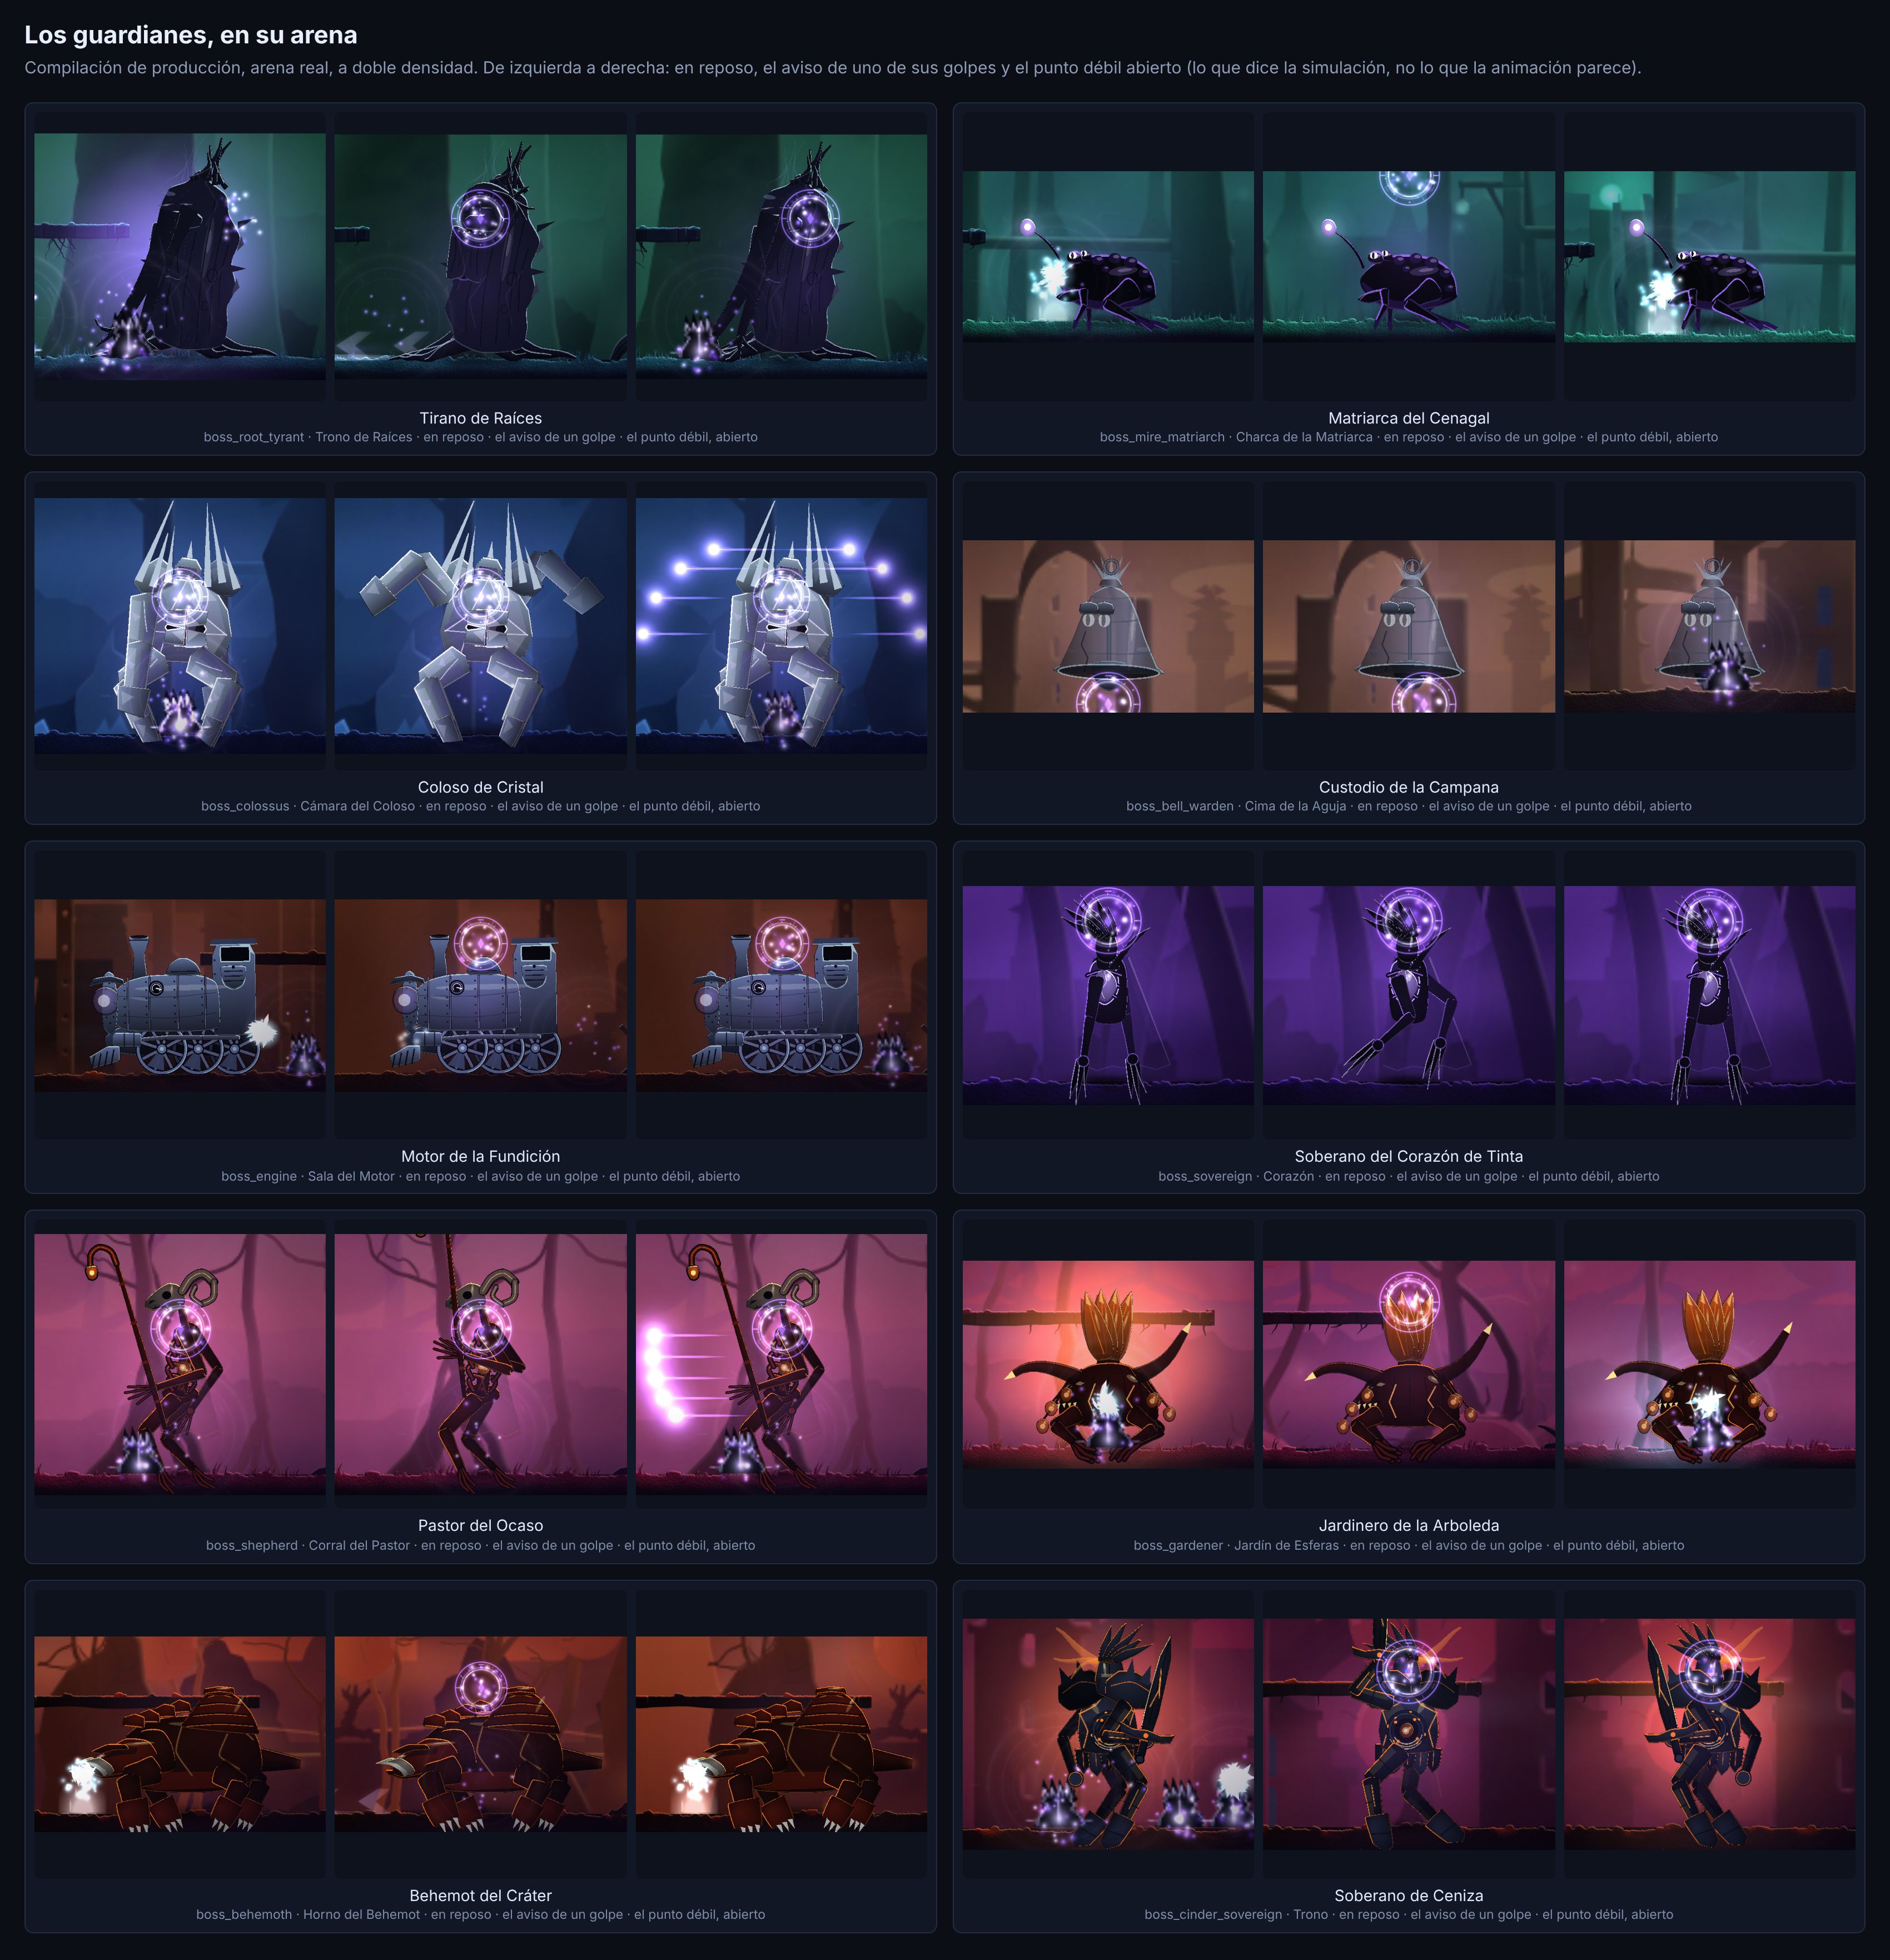 Los guardianes, en su arena
Compilación de producción, arena real, a doble densidad. De izquierda a derecha: en reposo, el aviso de uno de sus golpes y el punto débil abierto (lo que dice la simulación, no lo que la animación parece).
Tirano de Raíces
boss_root_tyrant · Trono de Raíces · en reposo · el aviso de un golpe · el punto débil, abierto
Matriarca del Cenagal
boss_mire_matriarch · Charca de la Matriarca · en reposo · el aviso de un golpe · el punto débil, abierto
Coloso de Cristal
boss_colossus · Cámara del Coloso · en reposo · el aviso de un golpe · el punto débil, abierto
Custodio de la Campana
boss_bell_warden · Cima de la Aguja · en reposo · el aviso de un golpe · el punto débil, abierto
Motor de la Fundición
boss_engine · Sala del Motor · en reposo · el aviso de un golpe · el punto débil, abierto
Soberano del Corazón de Tinta
boss_sovereign · Corazón · en reposo · el aviso de un golpe · el punto débil, abierto
Pastor del Ocaso
boss_shepherd · Corral del Pastor · en reposo · el aviso de un golpe · el punto débil, abierto
Jardinero de la Arboleda
boss_gardener · Jardín de Esferas · en reposo · el aviso de un golpe · el punto débil, abierto
Behemot del Cráter
boss_behemoth · Horno del Behemot · en reposo · el aviso de un golpe · el punto débil, abierto
Soberano de Ceniza
boss_cinder_sovereign · Trono · en reposo · el aviso de un golpe · el punto débil, abierto